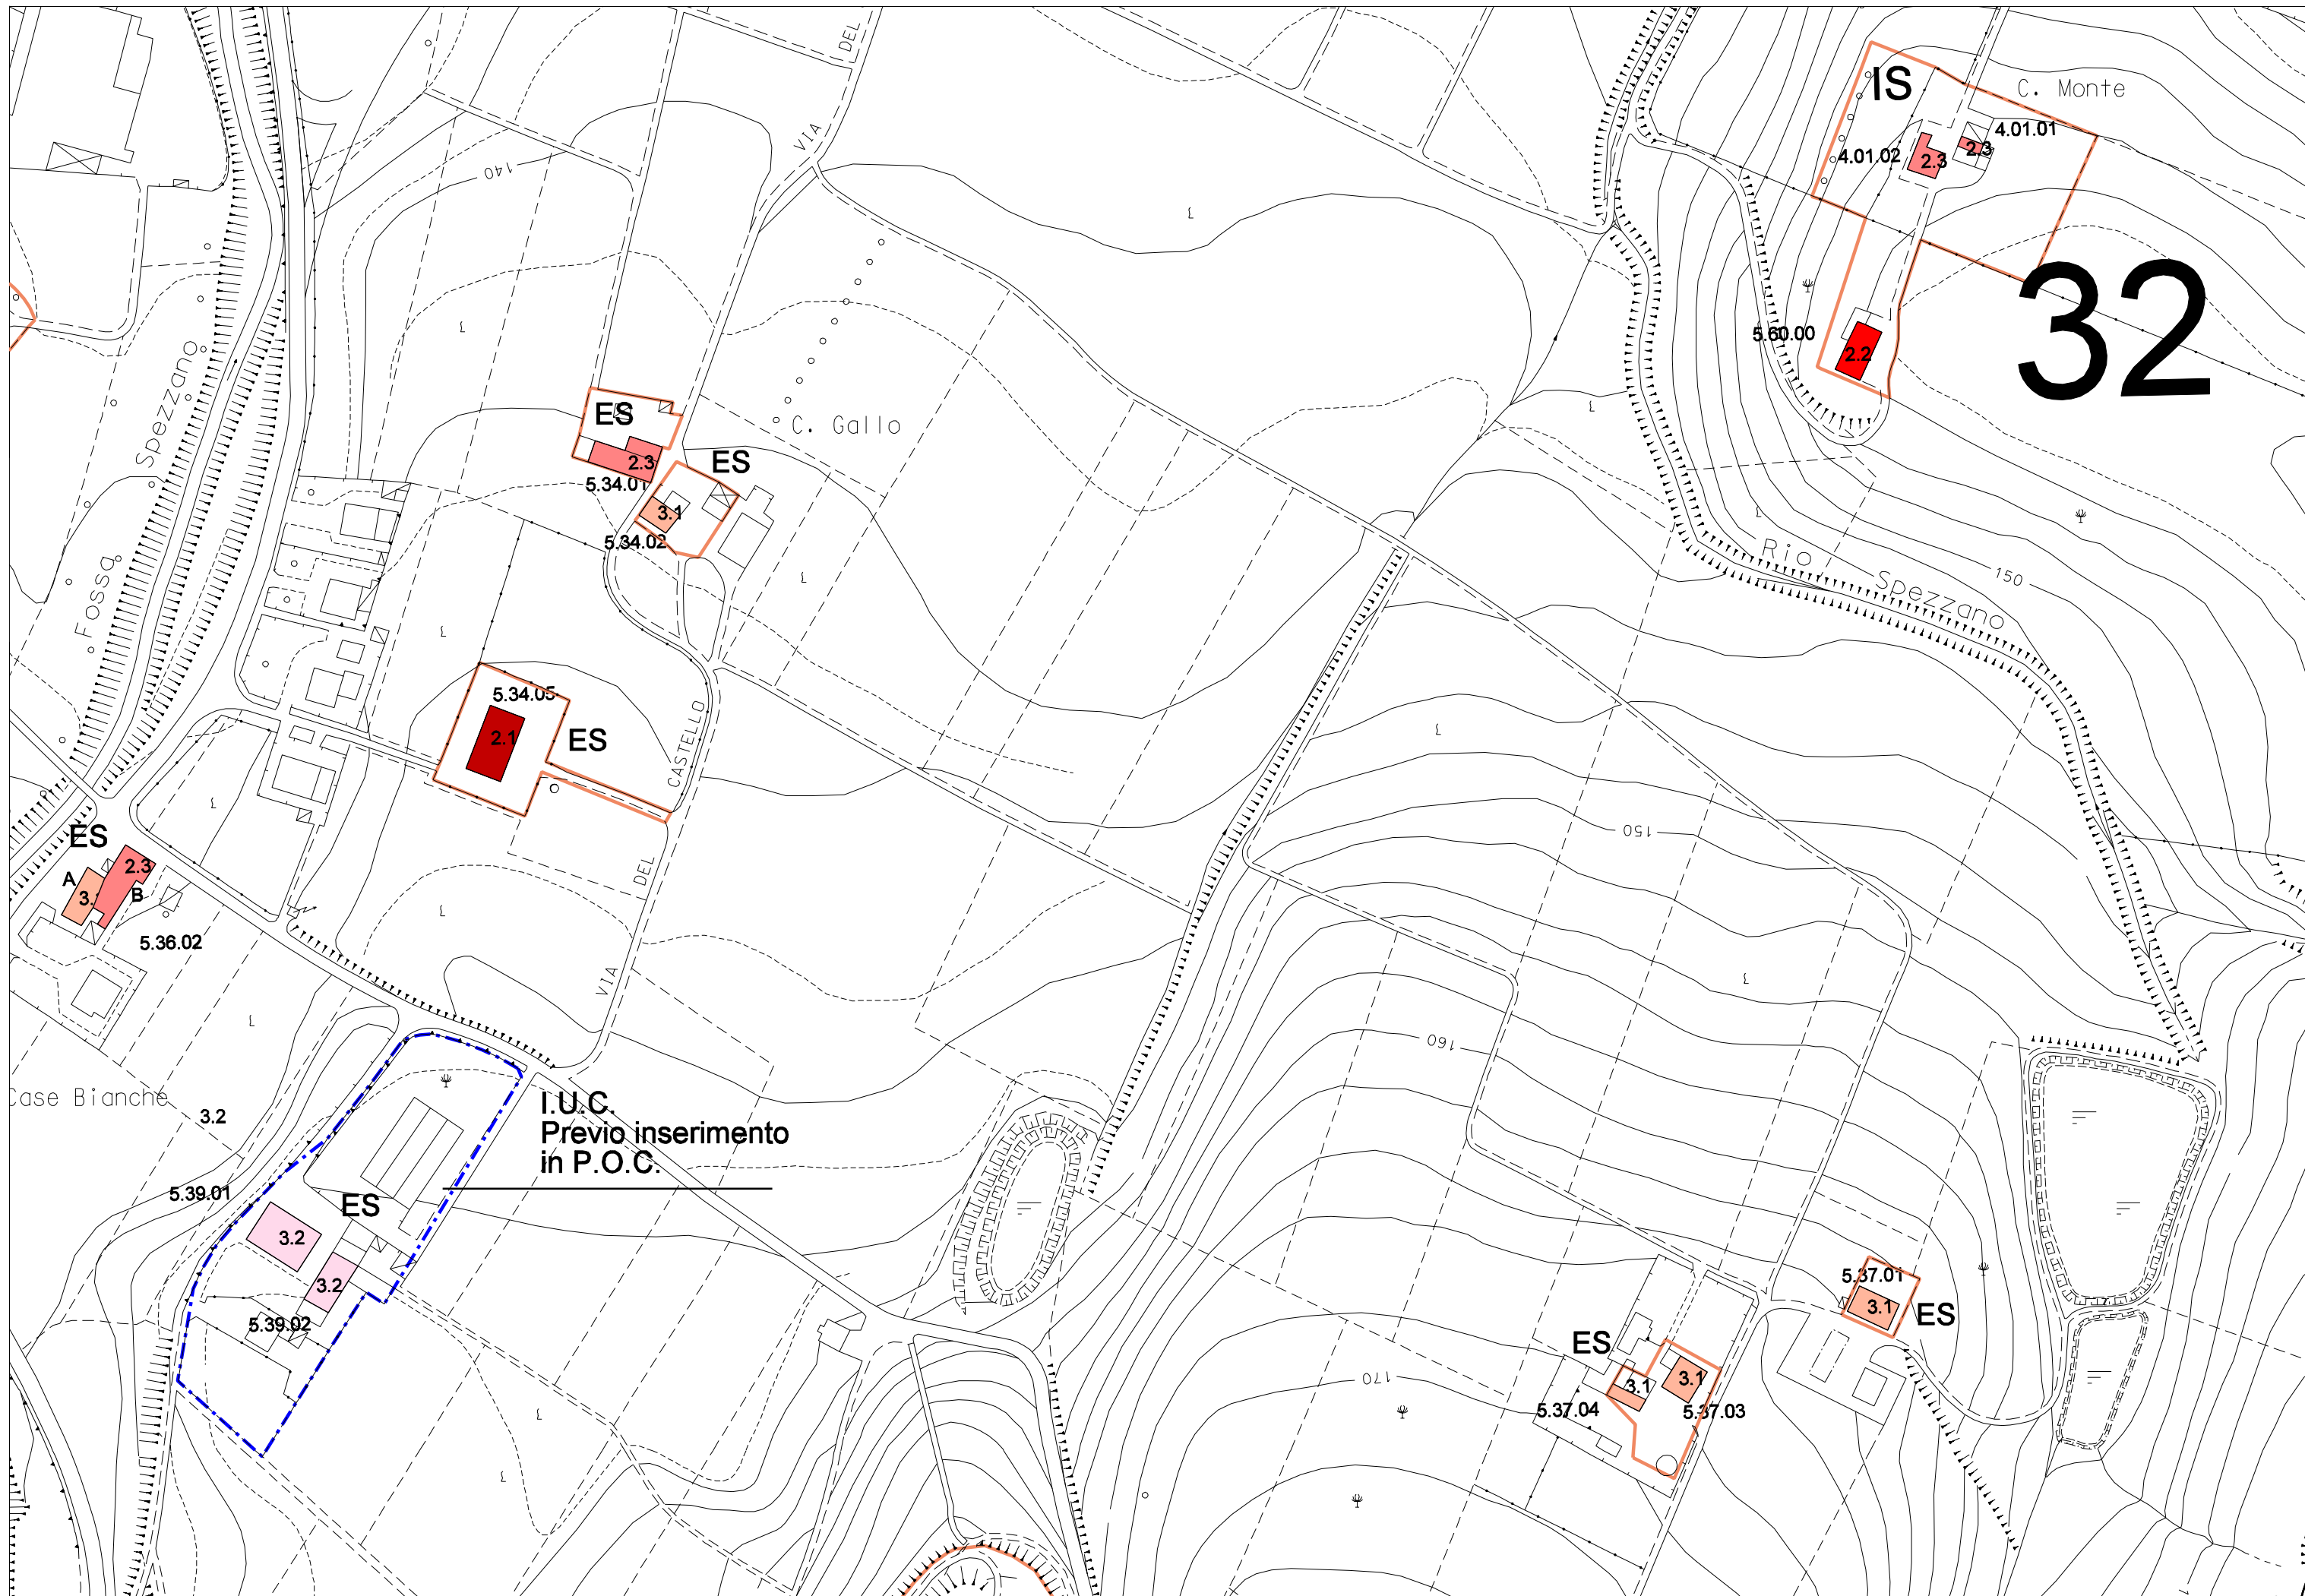 DEL
IS
C. Monte
4.01.01
VIA
2.3
4.01.02
2.3
140
32
5.60.00
2.2
Fossa Spezzano
ES
C. Gallo
2.3
ES
5.34.01
3.1
5.34.02
Rio Spezzano
150
5.34.05
2.1
ES
CASTELLO
150
ES
2.3
A
3.
B
DEL
5.36.02
VIA
160
Case Bianche
3.2
I.U.C.
Previo inserimento
in P.O.C.
5.39.01
ES
3.2
3.2
5.39.02
5.37.01
3.1
ES
ES
3.1
3.1
170
5.37.04
5.37.03